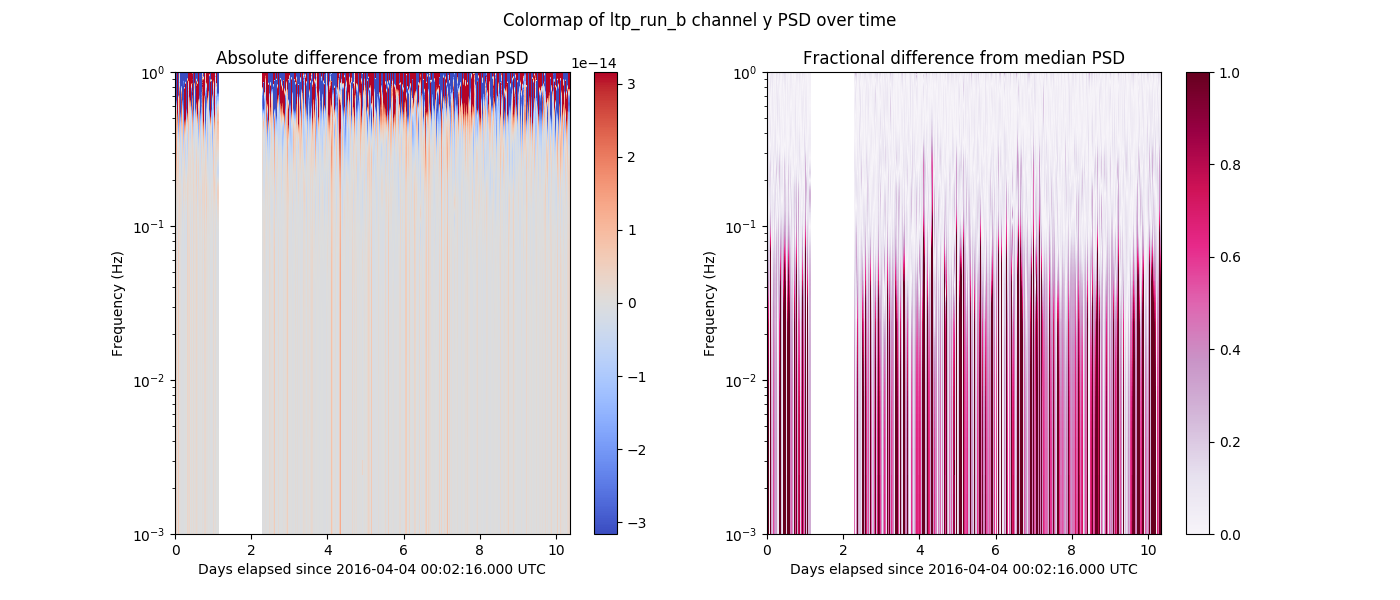 Colormap of ltp_run_b channel y PSD over time
Absolute difference from median PSD
1e−14
10⁰
10⁻¹
10⁻²
10⁻³
Frequency (Hz)
0 2 4 6 8 10
Days elapsed since 2016-04-04 00:02:16.000 UTC
3
2
1
0
−1
−2
−3
Fractional difference from median PSD
10⁰
10⁻¹
10⁻²
10⁻³
Frequency (Hz)
0 2 4 6 8 10
Days elapsed since 2016-04-04 00:02:16.000 UTC
1.0
0.8
0.6
0.4
0.2
0.0